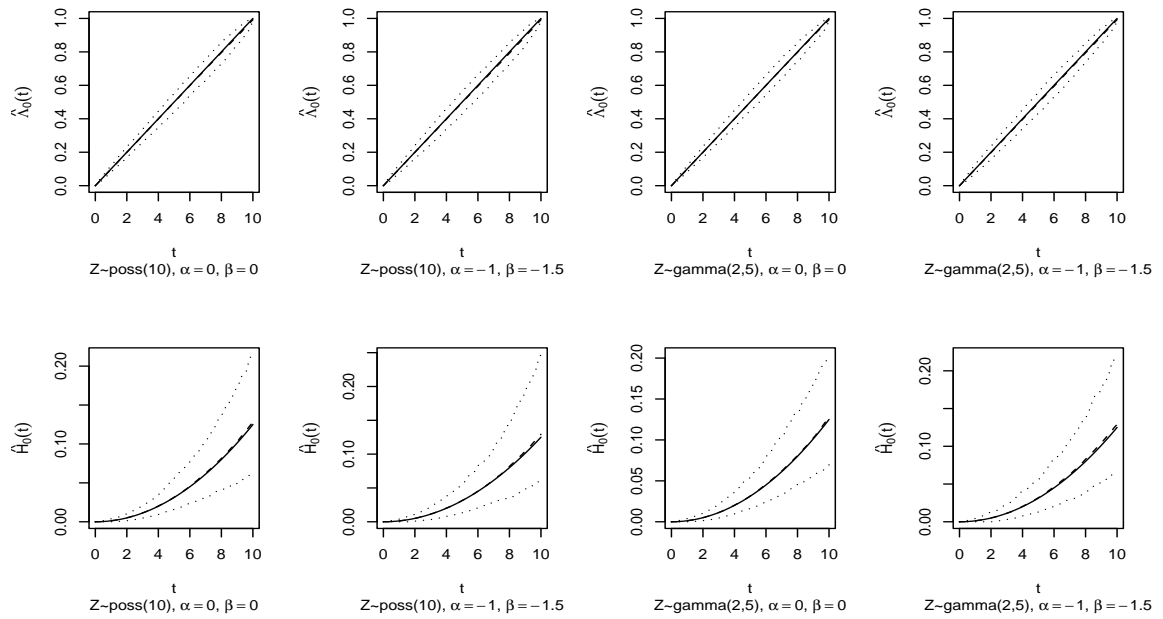 Λ̂₀(t)
0.0 0.2 0.4 0.6 0.8 1.0
0 2 4 6 8 10
t
Z~poss(10), α = 0, β = 0
Λ̂₀(t)
0.0 0.2 0.4 0.6 0.8 1.0
0 2 4 6 8 10
t
Z~poss(10), α = −1, β = −1.5
Λ̂₀(t)
0.0 0.2 0.4 0.6 0.8 1.0
0 2 4 6 8 10
t
Z~gamma(2,5), α = 0, β = 0
Λ̂₀(t)
0.0 0.2 0.4 0.6 0.8 1.0
0 2 4 6 8 10
t
Z~gamma(2,5), α = −1, β = −1.5
Ĥ₀(t)
0.00 0.10 0.20
0 2 4 6 8 10
t
Z~poss(10), α = 0, β = 0
Ĥ₀(t)
0.00 0.10 0.20
0 2 4 6 8 10
t
Z~poss(10), α = −1, β = −1.5
Ĥ₀(t)
0.00 0.05 0.10 0.15 0.20
0 2 4 6 8 10
t
Z~gamma(2,5), α = 0, β = 0
Ĥ₀(t)
0.00 0.10 0.20
0 2 4 6 8 10
t
Z~gamma(2,5), α = −1, β = −1.5